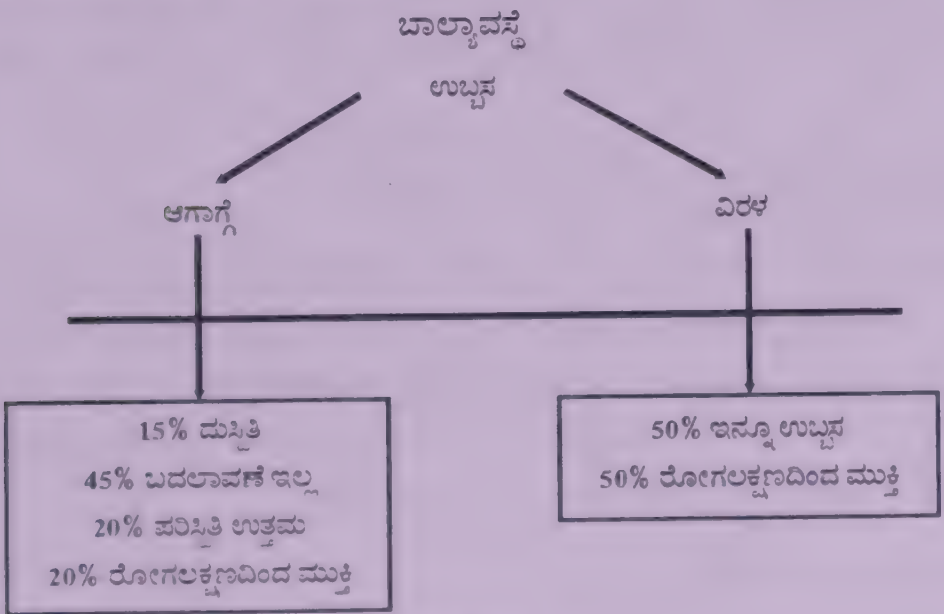 ಬಾಲ್ಯಾವಸ್ಥೆ
ಉಬ್ಬಸ
ಆಗಾಗ್ಗೆ
ವಿರಳ
15% ದುಸ್ಥಿತಿ
45% ಬದಲಾವಣೆ ಇಲ್ಲ
20% ಪರಿಸ್ಥಿತಿ ಉತ್ತಮ
20% ರೋಗಲಕ್ಷಣದಿಂದ ಮುಕ್ತಿ
50% ಇನ್ನೂ ಉಬ್ಬಸ
50% ರೋಗಲಕ್ಷಣದಿಂದ ಮುಕ್ತಿ